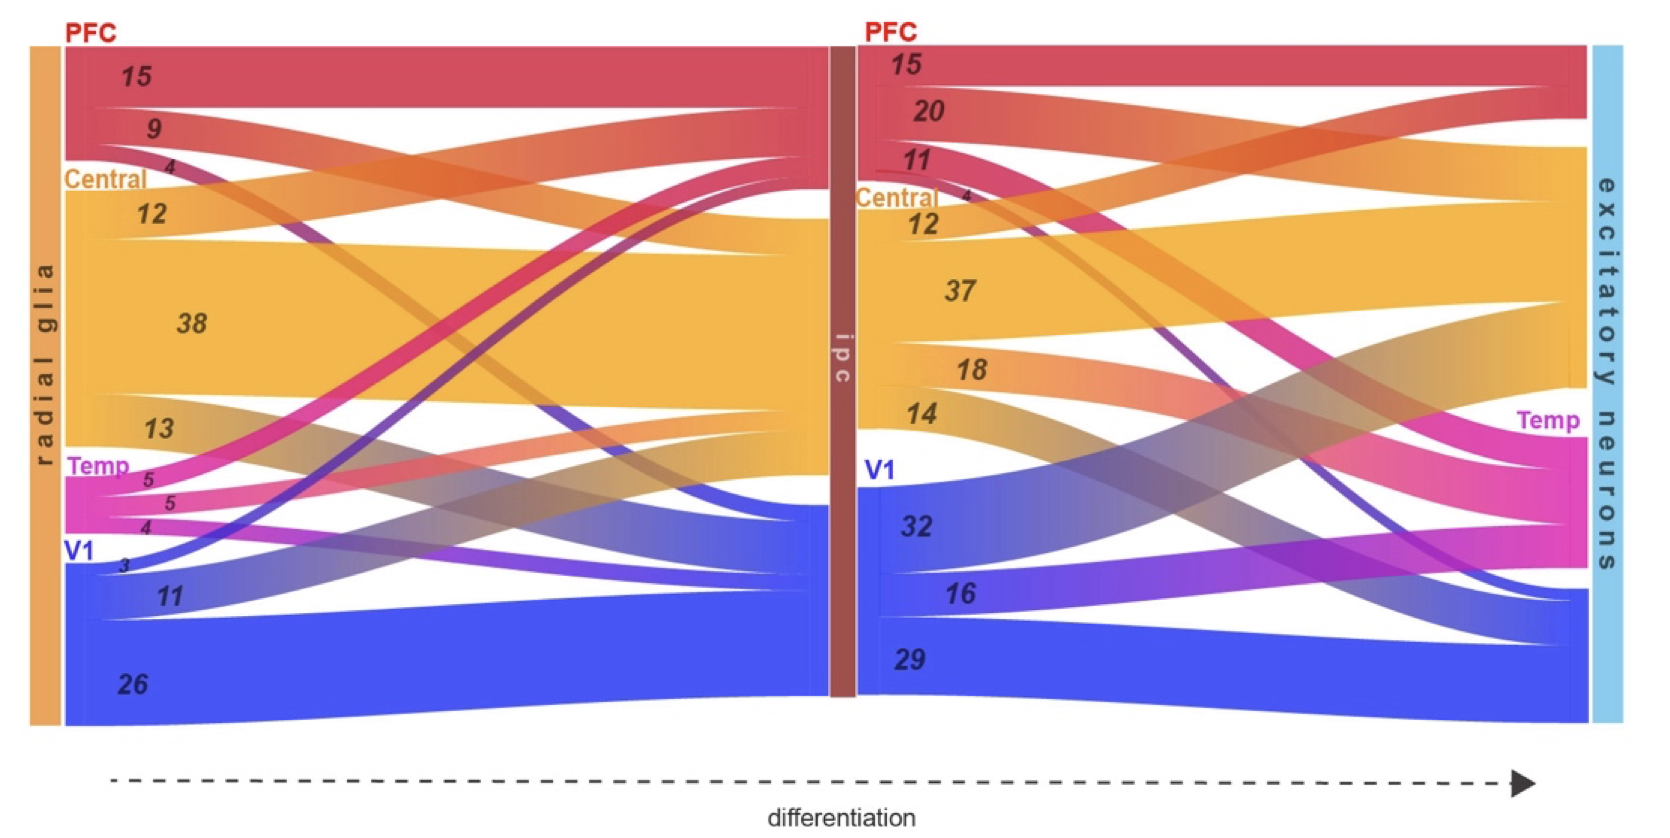 PFC
15
9
4
Central
12
38
13
Temp
5
5
4
V1
3
11
26
radial glia
ipc
PFC
15
20
11
4
Central
12
37
18
14
V1
32
16
29
Temp
excitatory neurons
differentiation